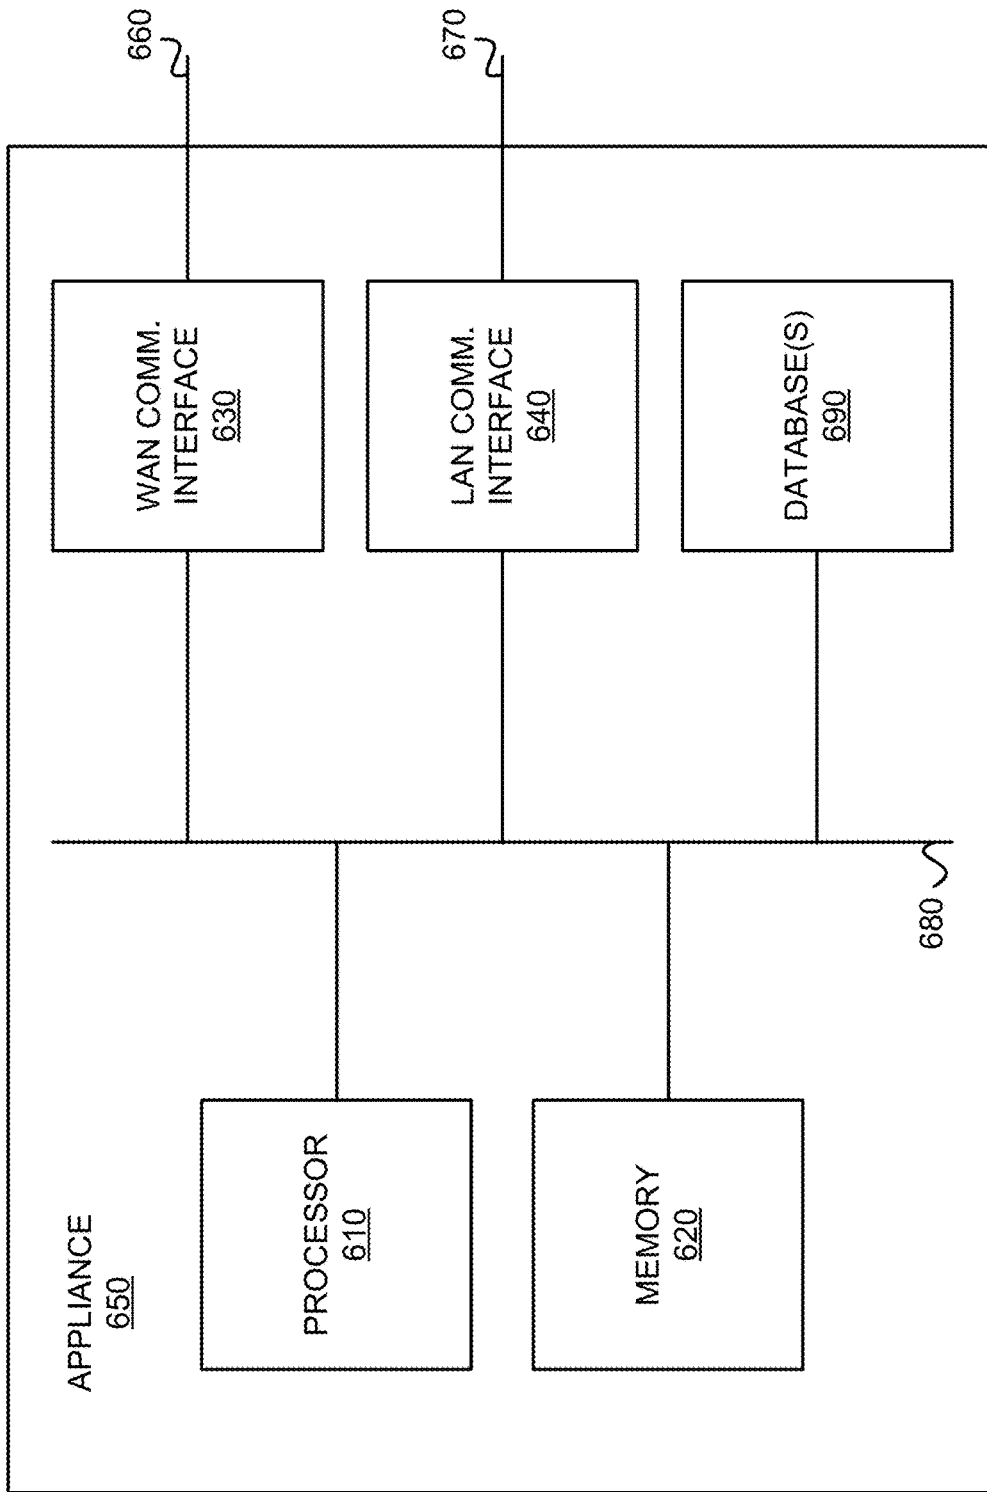 APPLIANCE
650
PROCESSOR
610
MEMORY
620
WAN COMM.
INTERFACE
630
LAN COMM.
INTERFACE
640
DATABASE(S)
690
660
670
680